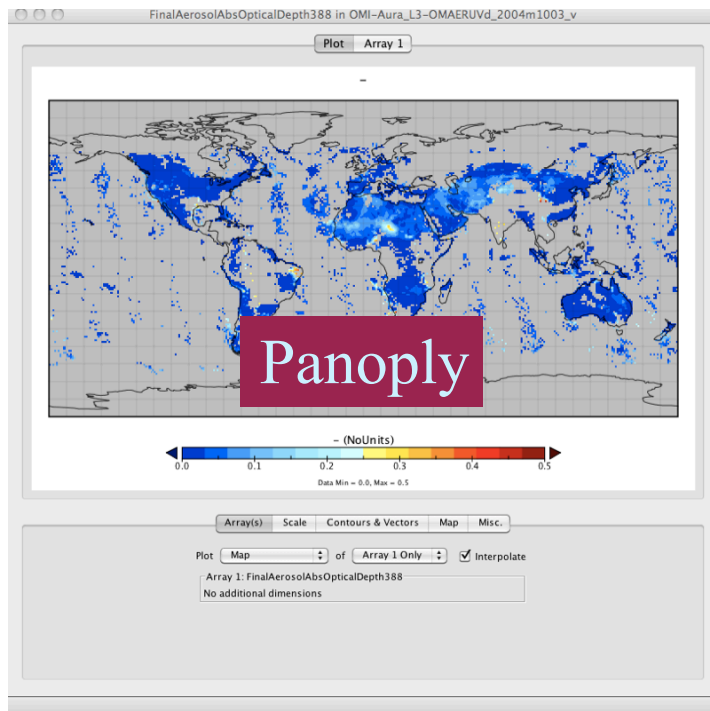 FinalAerosolAbsOpticalDepth388 in OMI-Aura_L3-OMAERUVd_2004m1003_v
Plot Array 1
–
Panoply
– (NoUnits)
0.0 0.1 0.2 0.3 0.4 0.5
Data Min = 0.0, Max = 0.5
Array(s) Scale Contours & Vectors Map Misc.
Plot Map of Array 1 Only Interpolate
Array 1: FinalAerosolAbsOpticalDepth388
No additional dimensions